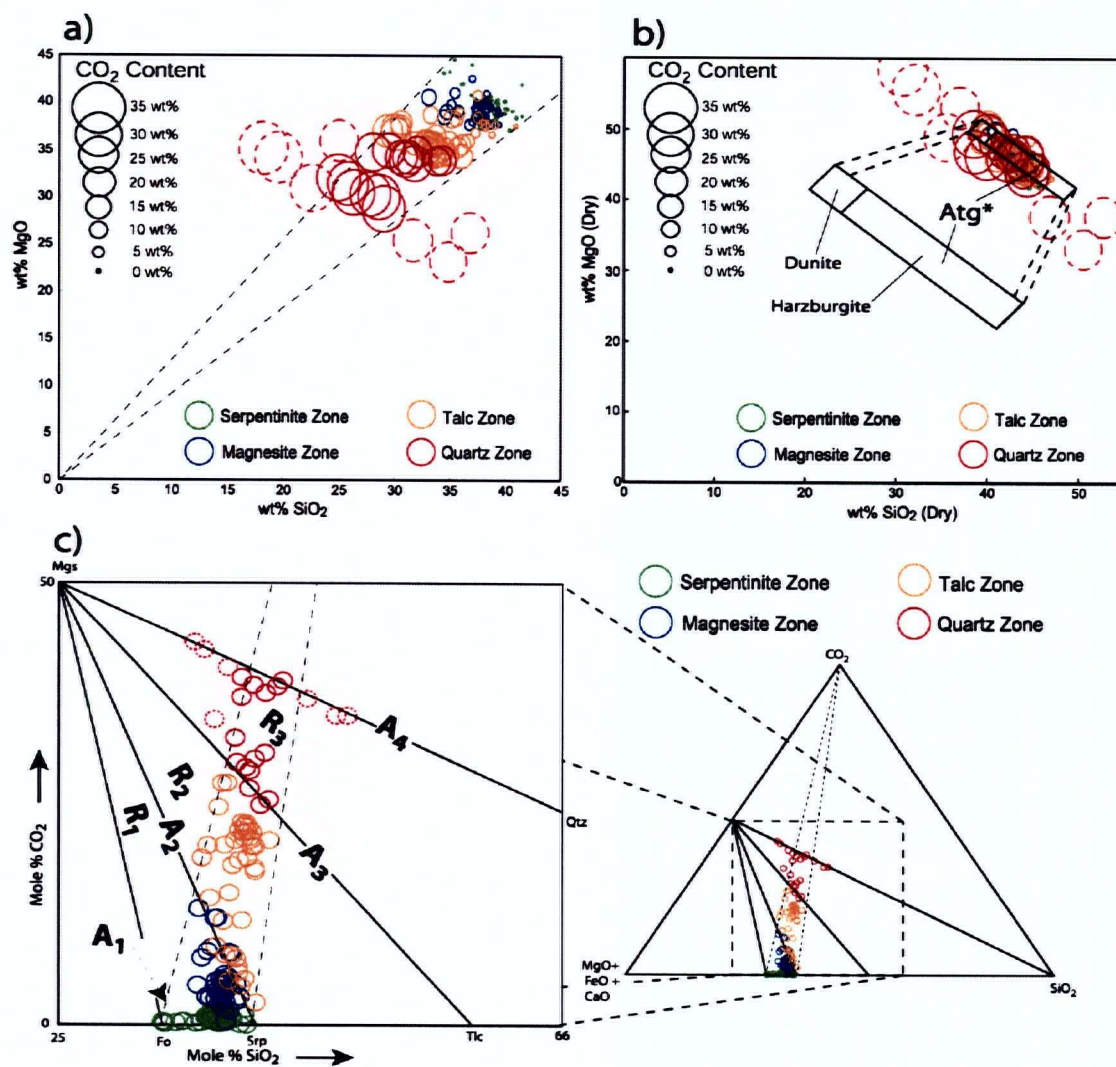 a)
CO2 Content
35 wt%
30 wt%
25 wt%
20 wt%
15 wt%
10 wt%
5 wt%
0 wt%
45
40
35
30
25
20
15
10
5
0
wt% MgO
0 5 10 15 20 25 30 35 40 45
wt% SiO2
Serpentinite Zone
Talc Zone
Magnesite Zone
Quartz Zone
b)
CO2 Content
35 wt%
30 wt%
25 wt%
20 wt%
15 wt%
10 wt%
5 wt%
0 wt%
50
40
30
20
10
0
wt% MgO (Dry)
Atg*
Dunite
Harzburgite
Serpentinite Zone
Talc Zone
Magnesite Zone
Quartz Zone
0 10 20 30 40 50
wt% SiO2 (Dry)
c)
Mgs
50
Mole % CO2
0
R1
R2
R3
A1
A2
A3
A4
Qtz
25 Fo Srp Tlc 66
Mole % SiO2
Serpentinite Zone
Talc Zone
Magnesite Zone
Quartz Zone
CO2
MgO+
FeO +
CaO
SiO2